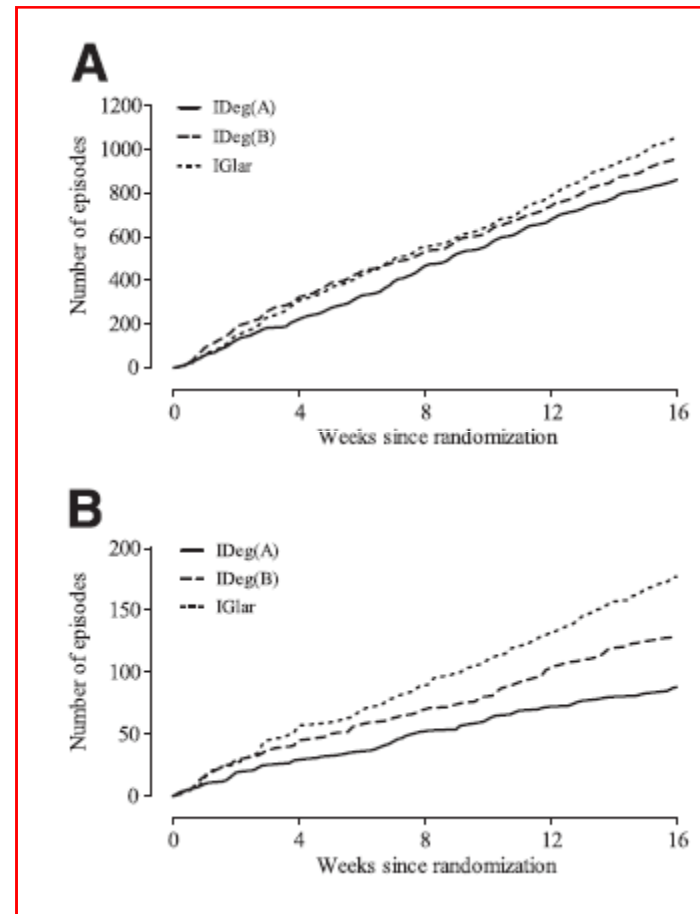 A
1200
1000
800
600
400
200
0
Number of episodes
IDeg(A)
IDeg(B)
IGlar
0 4 8 12 16
Weeks since randomization
B
200
150
100
50
0
Number of episodes
IDeg(A)
IDeg(B)
IGlar
0 4 8 12 16
Weeks since randomization